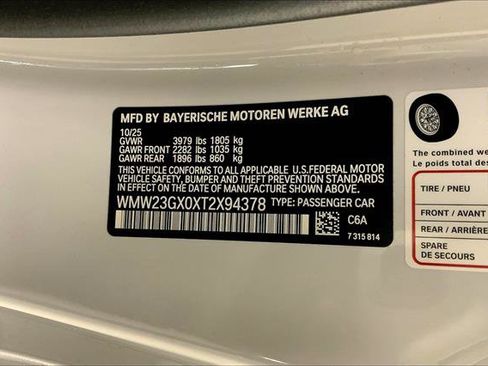 MFD BY BAYERISCHE MOTOREN WERKE AG
10/25
GVWR 3979 lbs 1805 kg
GAWR FRONT 2282 lbs 1035 kg
GAWR REAR 1896 lbs 860 kg
THIS VEHICLE CONFORMS TO ALL APPLICABLE U.S.FEDERAL MOTOR
VEHICLE SAFETY, BUMPER, AND THEFT PREVENTION STANDARDS
IN EFFECT ON THE DATE OF MANUFACTURE SHOWN ABOVE.
WMW23GX0XT2X94378 TYPE: PASSENGER CAR
C6A
7 315 814
The combined we
Le poids total des
TIRE / PNEU
FRONT / AVANT
REAR / ARRIÈRE
SPARE
DE SECOURS